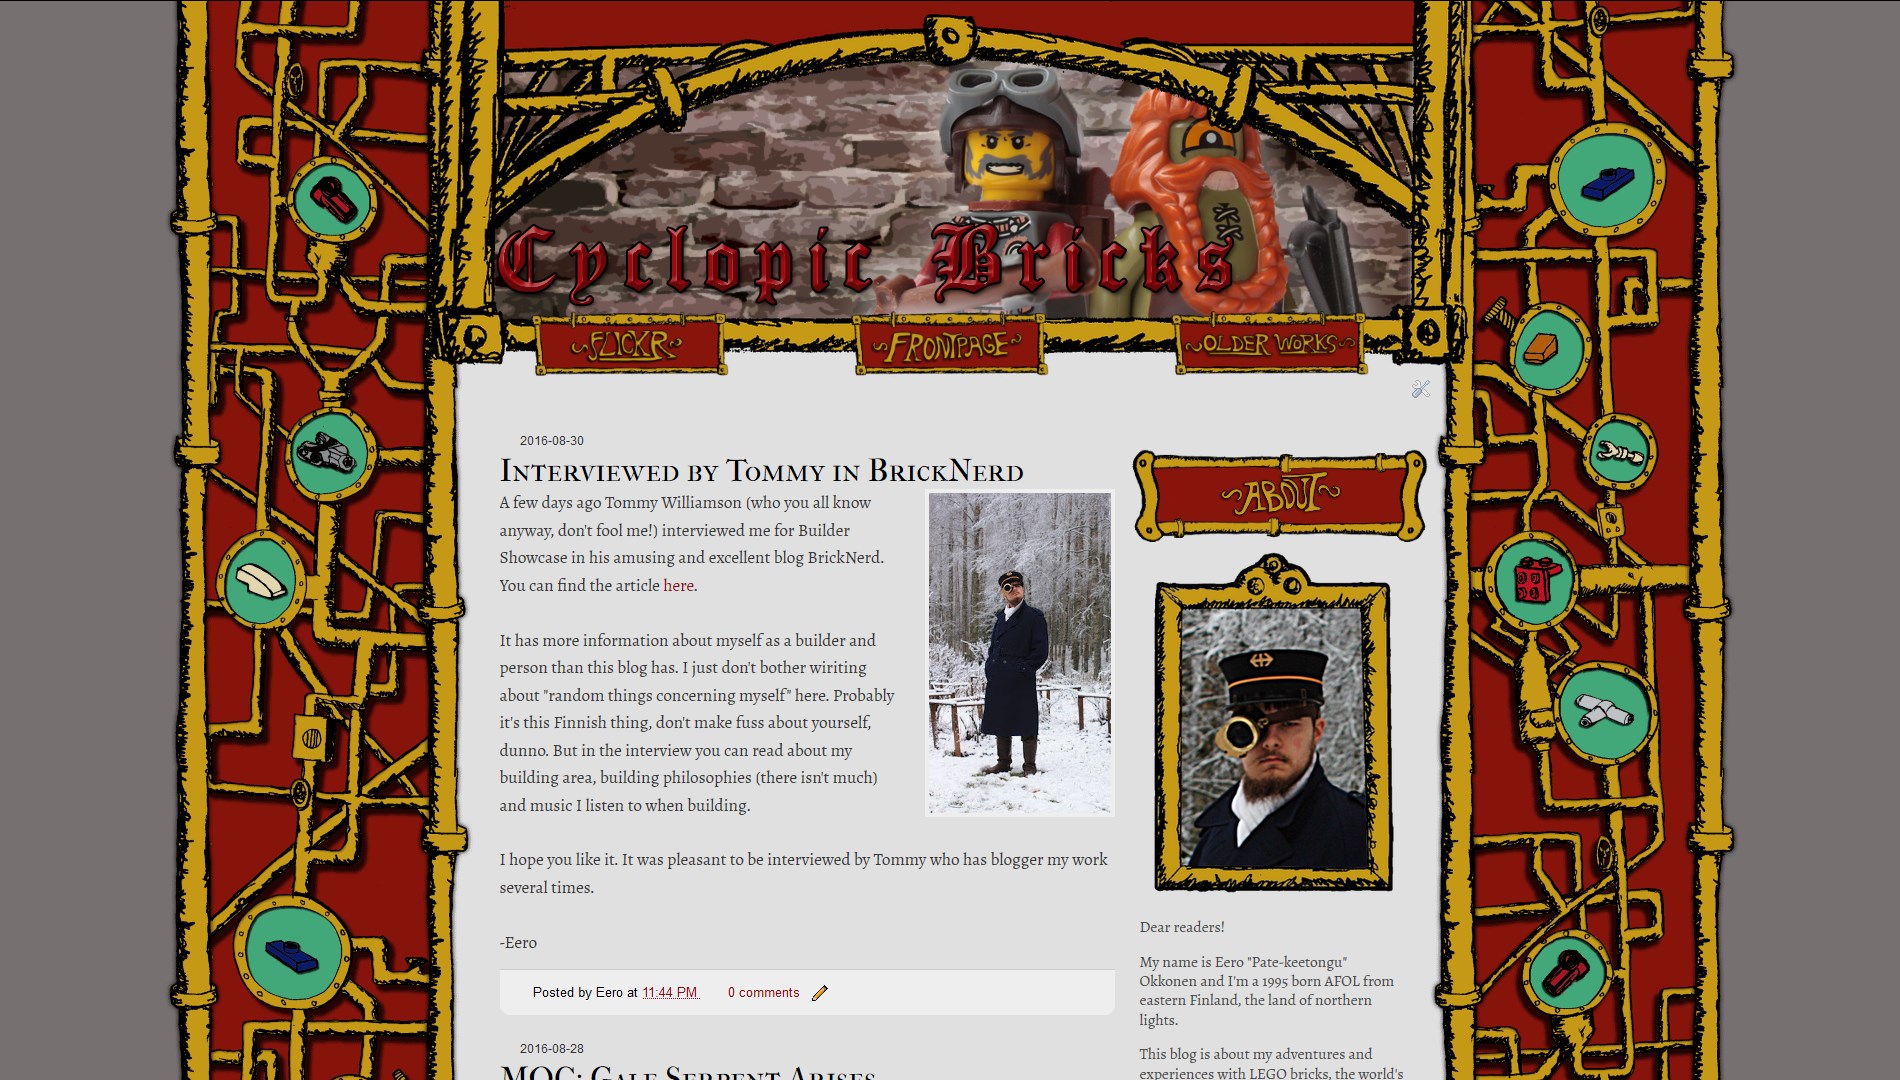 Cyclopic Bricks
FLICKR
FRONTPAGE
OLDER WORKS
2016-08-30
Interviewed by Tommy in BrickNerd
A few days ago Tommy Williamson (who you all know
anyway, don't fool me!) interviewed me for Builder
Showcase in his amusing and excellent blog BrickNerd.
You can find the article here.
It has more information about myself as a builder and
person than this blog has. I just don't bother wiriting
about "random things concerning myself" here. Probably
it's this Finnish thing, don't make fuss about yourself,
dunno. But in the interview you can read about my
building area, building philosophies (there isn't much)
and music I listen to when building.
I hope you like it. It was pleasant to be interviewed by Tommy who has blogger my work
several times.
-Eero
Posted by Eero at 11:44 PM 0 comments
2016-08-28
MOC: Gale Serpent Arises
ABOUT
Dear readers!
My name is Eero "Pate-keetongu"
Okkonen and I'm a 1995 born AFOL from
eastern Finland, the land of northern
lights.
This blog is about my adventures and
experiences with LEGO bricks, the world's